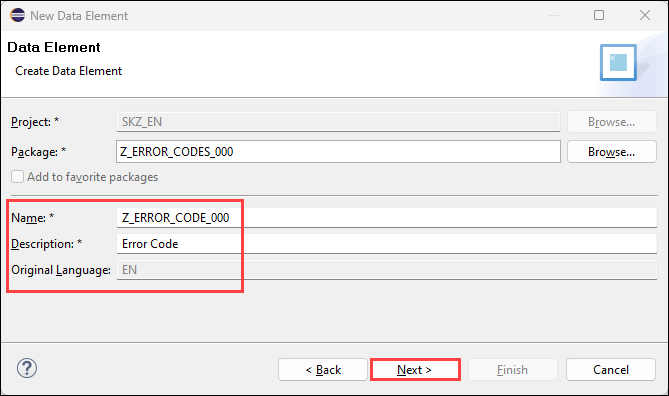 New Data Element
Data Element
Create Data Element
Project: * SKZ_EN Browse...
Package: * Z_ERROR_CODES_000 Browse...
Add to favorite packages
Name: * Z_ERROR_CODE_000
Description: * Error Code
Original Language: EN
? < Back Next > Finish Cancel